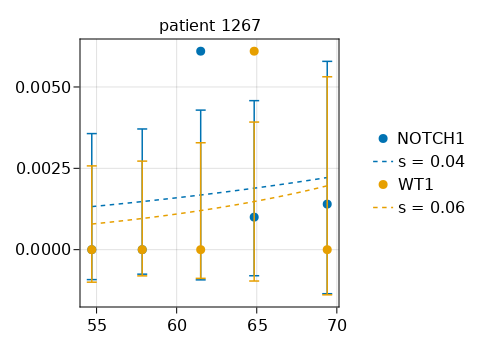 patient 1267
0.0050
0.0025
0.0000
55 60 65 70
NOTCH1
s = 0.04
WT1
s = 0.06